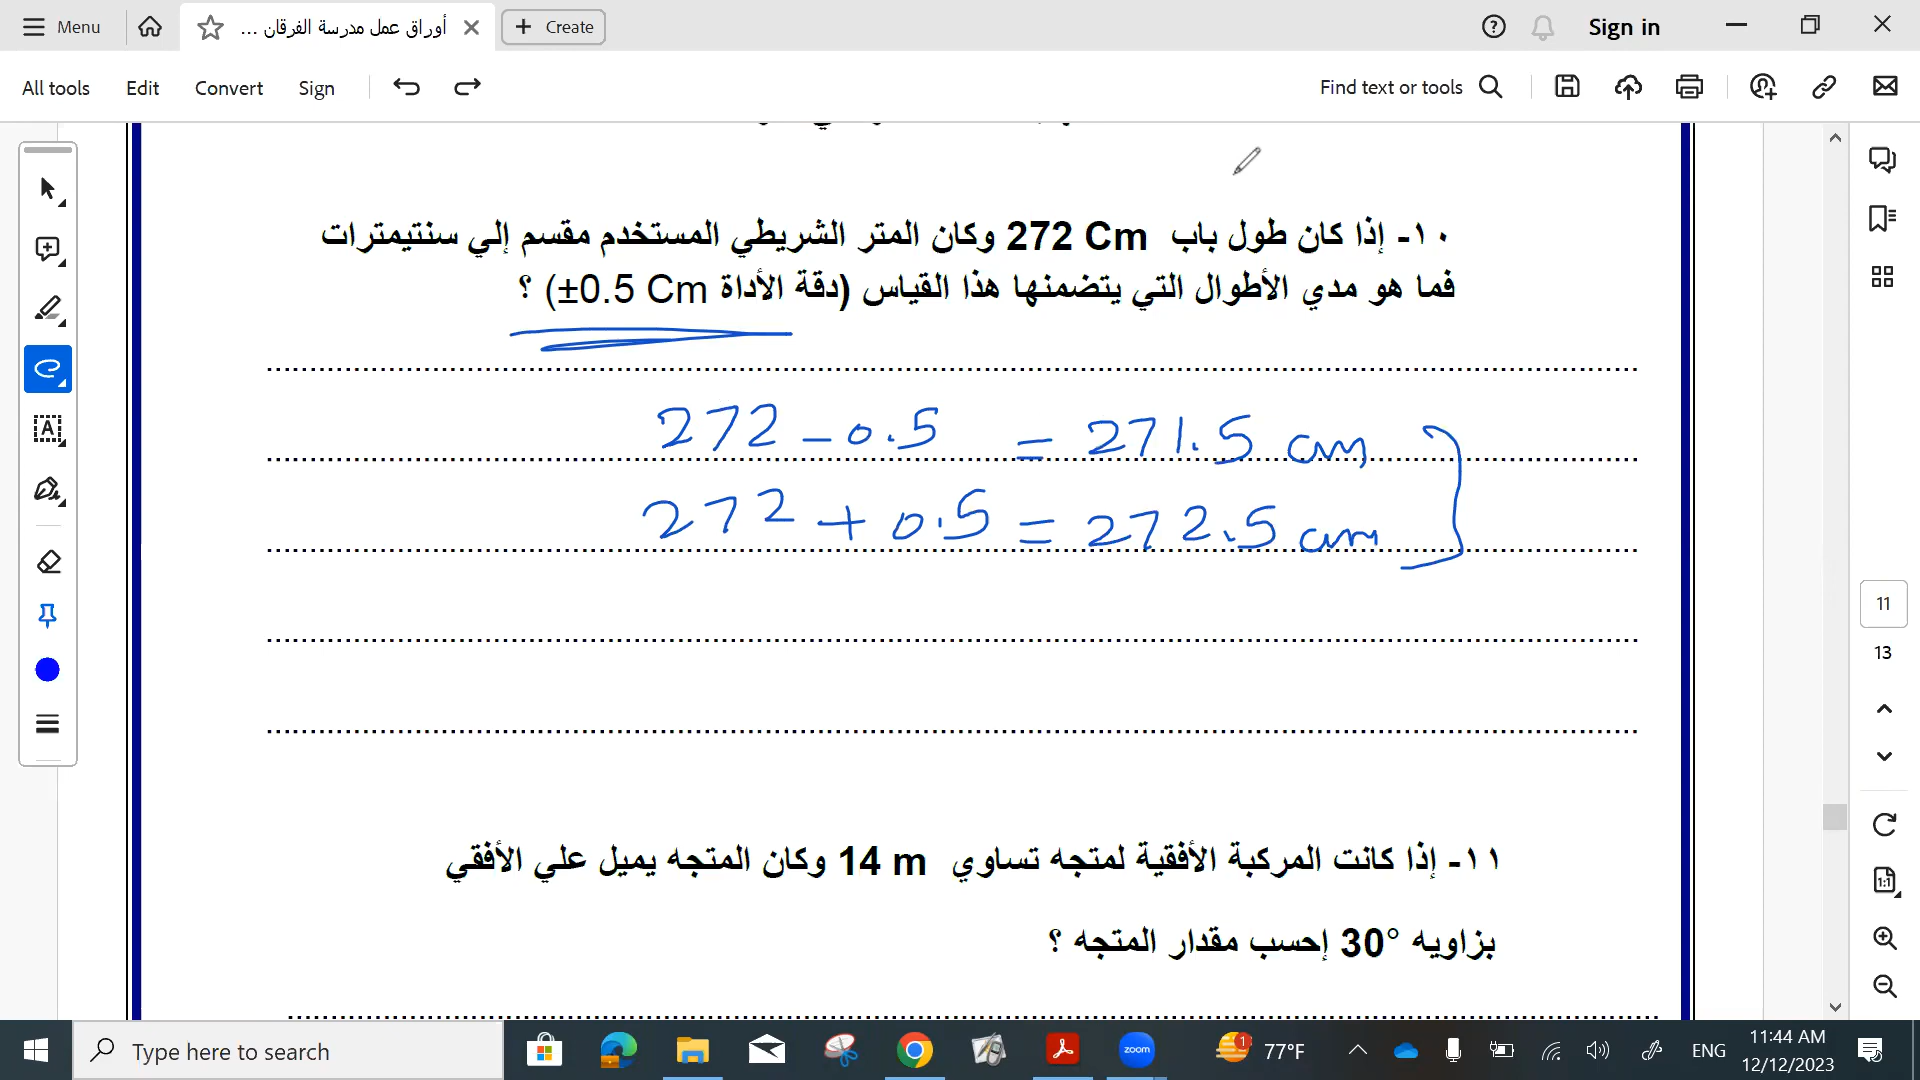 Menu
أوراق عمل مدرسة الفرقان ...
Create
Sign in
All tools Edit Convert Sign
Find text or tools
١٠- إذا كان طول باب 272 Cm وكان المتر الشريطي المستخدم مقسم إلي سنتيمترات
فما هو مدي الأطوال التي يتضمنها هذا القياس (دقة الأداة ±0.5 Cm) ؟
272 - 0.5 = 271.5 cm
272 + 0.5 = 272.5 cm
١١- إذا كانت المركبة الأفقية لمتجه تساوي 14 m وكان المتجه يميل علي الأفقي
بزاويه 30° إحسب مقدار المتجه ؟
11
13
1:1
Type here to search
zoom
1
77°F
ENG
11:44 AM
12/12/2023